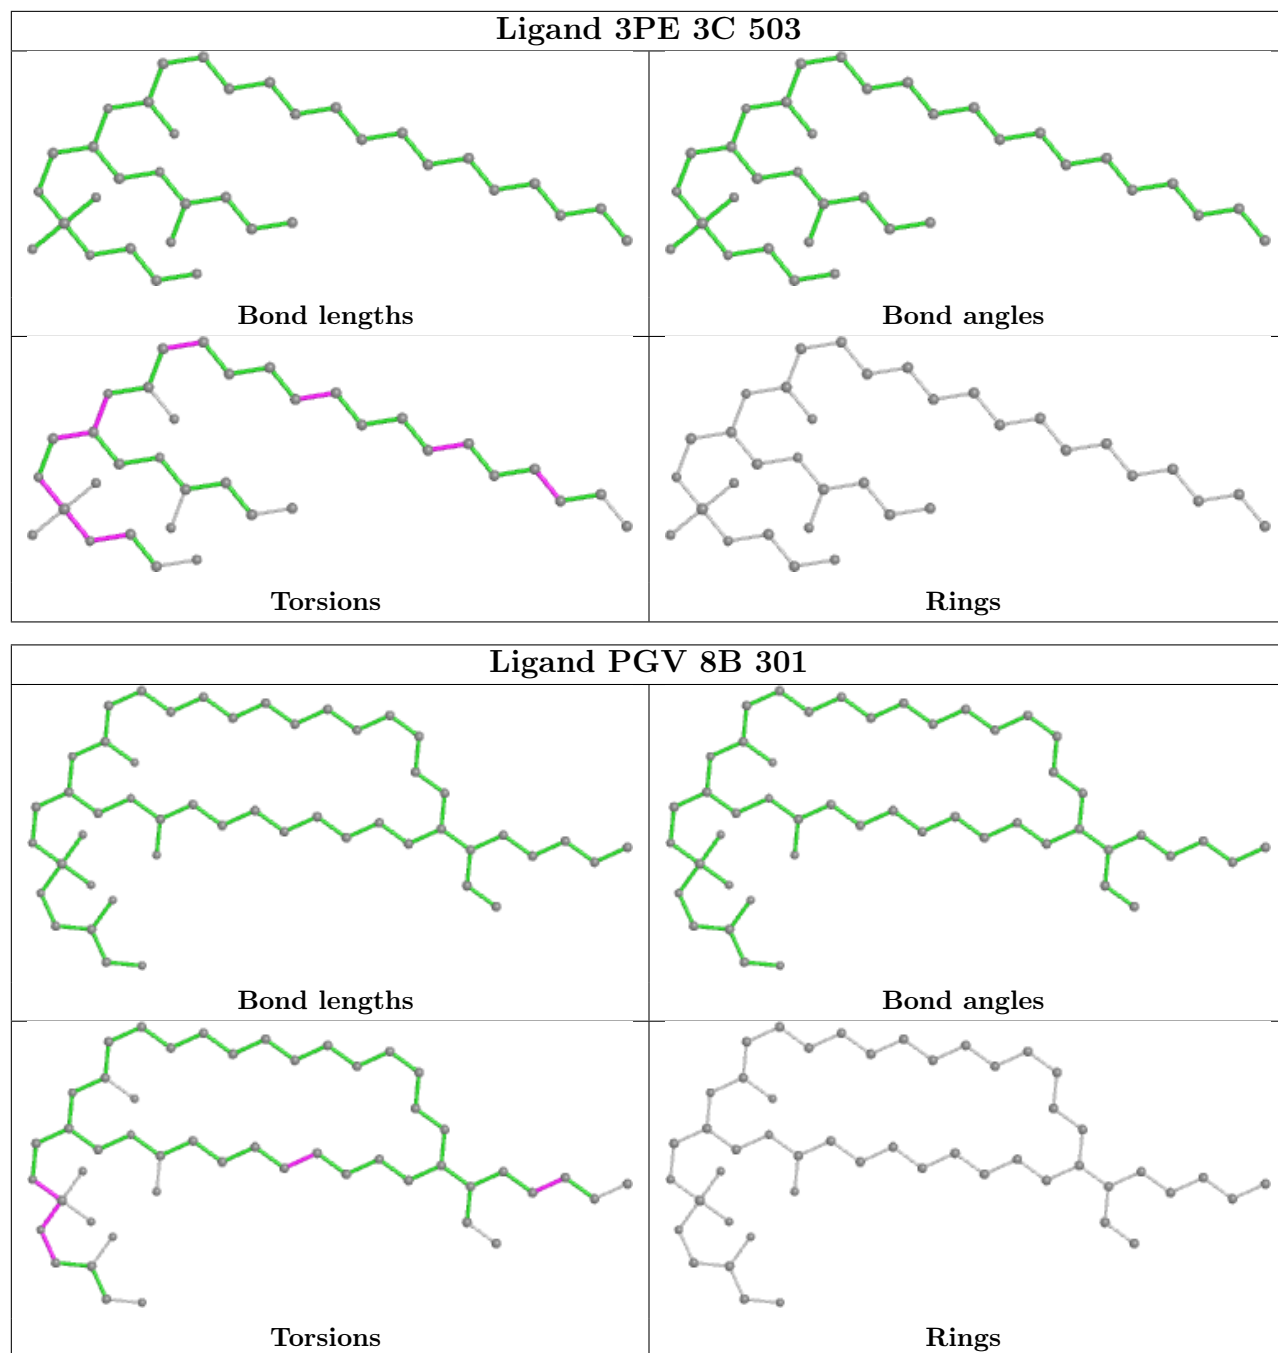 Ligand 3PE 3C 503
Bond lengths
Bond angles
Torsions
Rings
Ligand PGV 8B 301
Bond lengths
Bond angles
Torsions
Rings